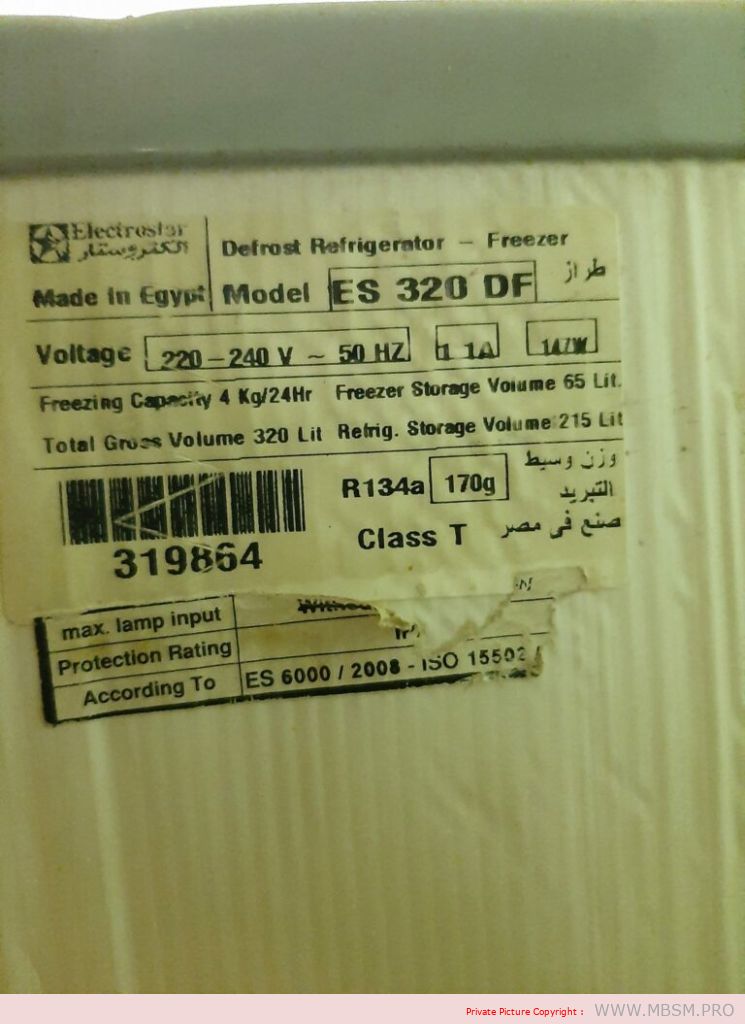 Electrostar
الكتروستار
Made in Egypt
Defrost Refrigerator – Freezer
Model ES 320 DF طراز
Voltage 220–240 V ~ 50 HZ 1 1A 147W
Freezing Capacity 4 Kg/24Hr Freezer Storage Volume 65 Lit.
Total Gross Volume 320 Lit Refrig. Storage Volume 215 Lit
R134a 170g وزن وسيط
التبريد
Class T صنع فى مصر
319864
max. lamp input
Protection Rating
According To ES 6000 / 2008 - ISO 15502 /
Private Picture Copyright : WWW.MBSM.PRO